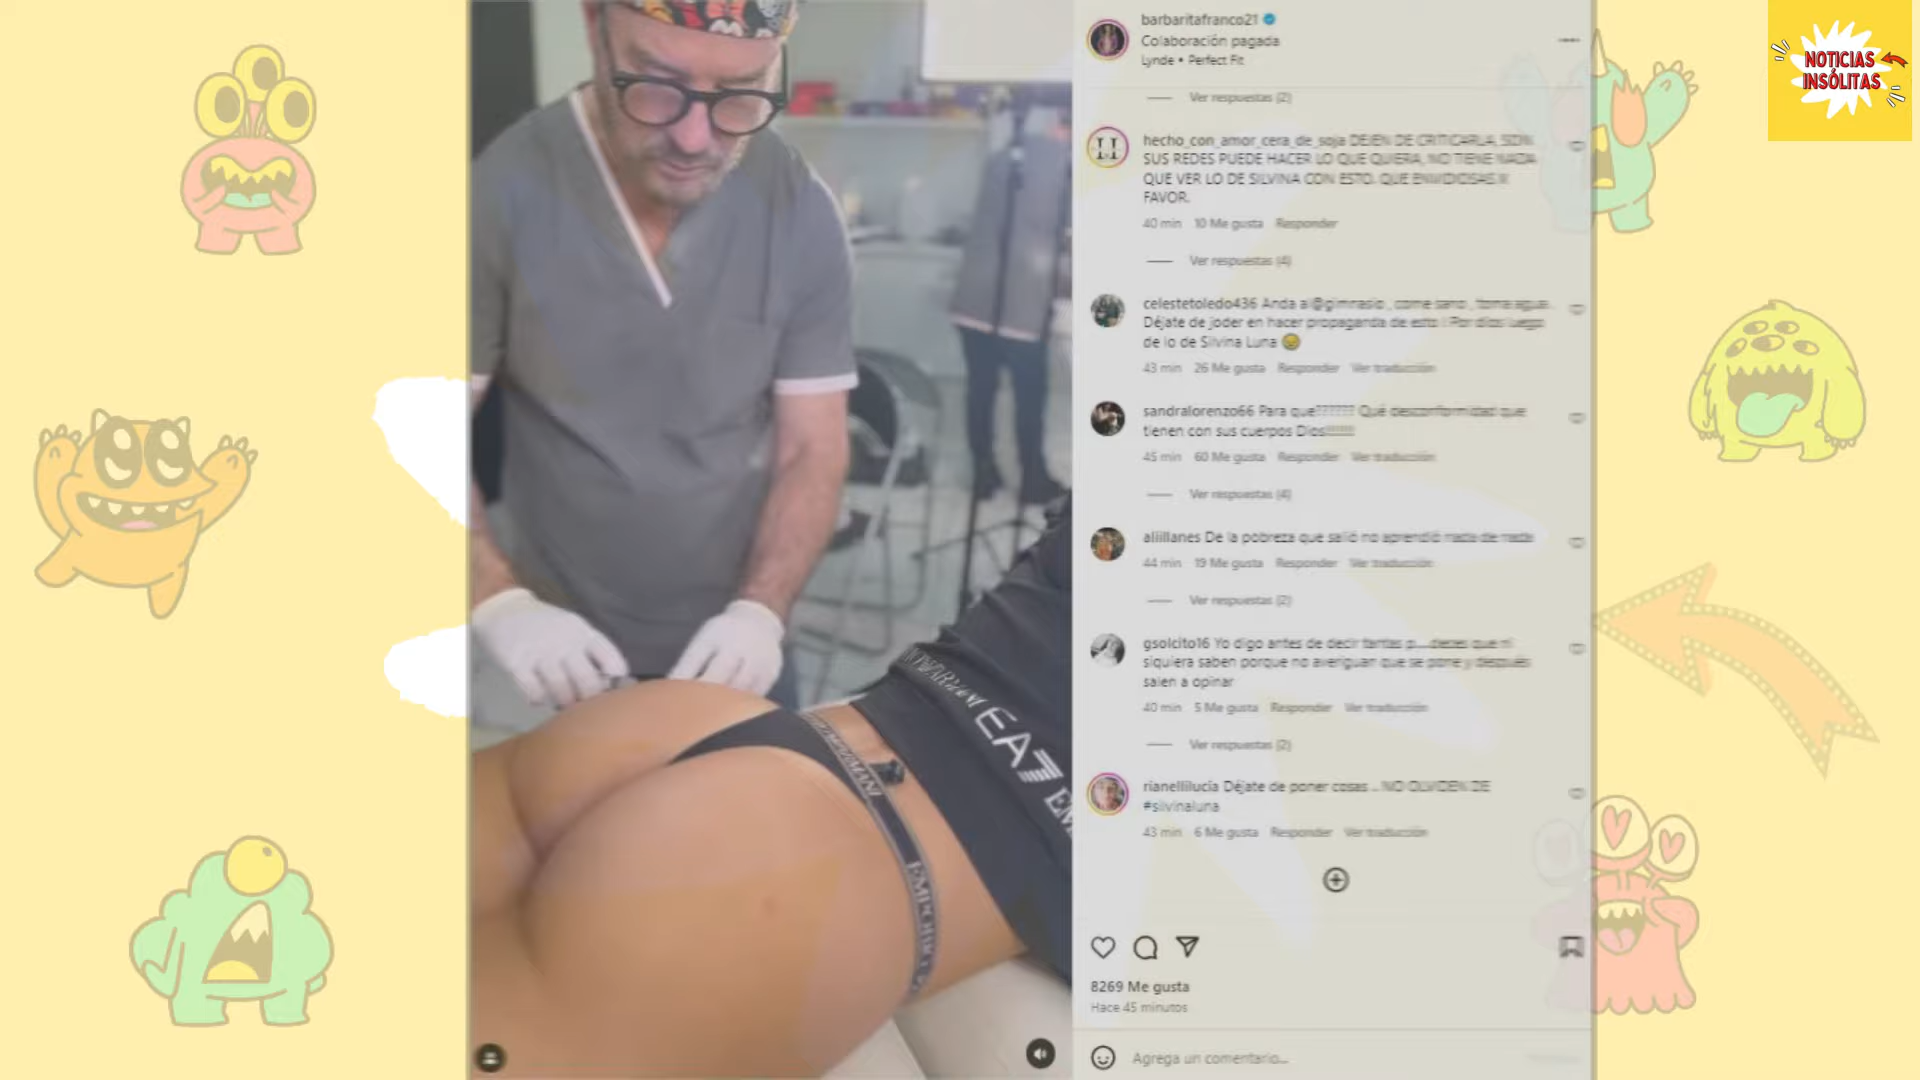 barbaritafranco21
Colaboración pagada
Lynde • Perfect Fit
NOTICIAS
INSÓLITAS
Ver respuestas (2)
hecho_con_amor_cera_de_soja DEJEN DE CRITICARLA, SON
SUS REDES PUEDE HACER LO QUE QUIERA, NO TIENE NADA
QUE VER LO DE SILVINA CON ESTO. QUE ENVIDIOSAS X
FAVOR.
40 min 10 Me gusta Responder
Ver respuestas (4)
celestetoledo436 Anda al@gimnasio , come sano , toma agua .
Déjate de joder en hacer propaganda de esto ! Por dios luego
de lo de Silvina Luna
43 min 26 Me gusta Responder Ver traducción
sandralorenzo66 Para que?????? Qué desconformidad que
tienen con sus cuerpos Dios!!!!!!!
45 min 60 Me gusta Responder Ver traducción
Ver respuestas (4)
aliillanes De la pobreza que salió no aprendió nada de nada
44 min 19 Me gusta Responder Ver traducción
Ver respuestas (2)
gsolcito16 Yo digo antes de decir tantas p....deses que ni
siquiera saben porque no averiguan que se pone y después
salen a opinar
40 min 5 Me gusta Responder Ver traducción
Ver respuestas (2)
rianellilucia Déjate de poner cosas .. NO OLVIDEN DE
#silvinaluna
43 min 6 Me gusta Responder Ver traducción
8269 Me gusta
Hace 45 minutos
Agrega un comentario...
EA7
EM